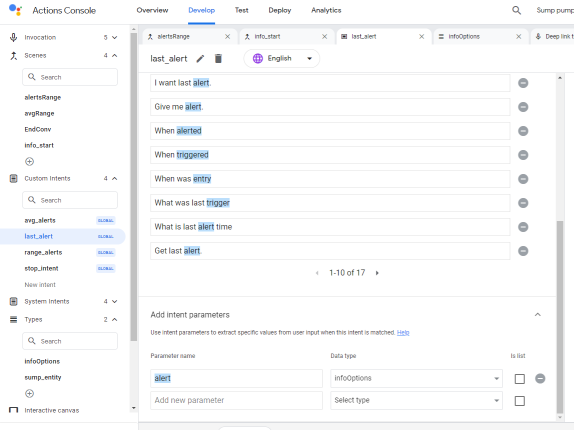 Actions Console
Overview
Develop
Test
Deploy
Analytics
Sump pump
Invocation
5
Scenes
4
Search
alertsRange
avgRange
EndConv
info_start
Custom Intents
4
Search
avg_alerts
GLOBAL
last_alert
GLOBAL
range_alerts
GLOBAL
stop_intent
GLOBAL
New intent
System Intents
4
Types
2
Search
infoOptions
sump_entity
Interactive canvas
alertsRange
info_start
last_alert
infoOptions
Deep link t
last_alert
English
I want last alert.
Give me alert.
When alerted
When triggered
When was entry
What was last trigger
What is last alert time
Get last alert.
1-10 of 17
Add intent parameters
Use intent parameters to extract specific values from user input when this intent is matched. Help
Parameter name
Data type
Is list
alert
infoOptions
Add new parameter
Select type